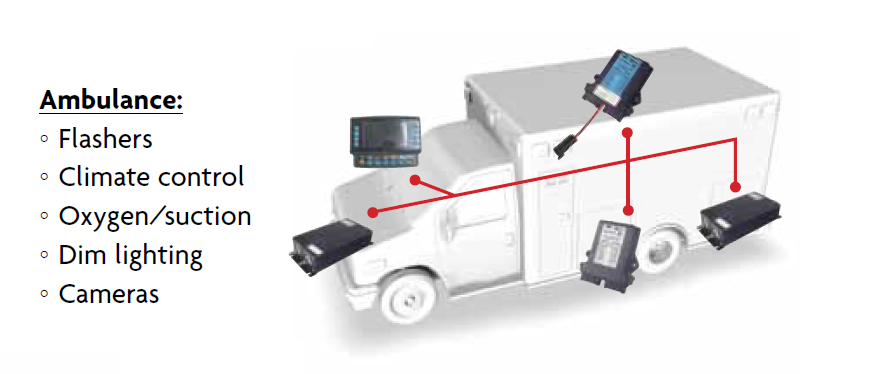 Ambulance:
◦ Flashers
◦ Climate control
◦ Oxygen/suction
◦ Dim lighting
◦ Cameras